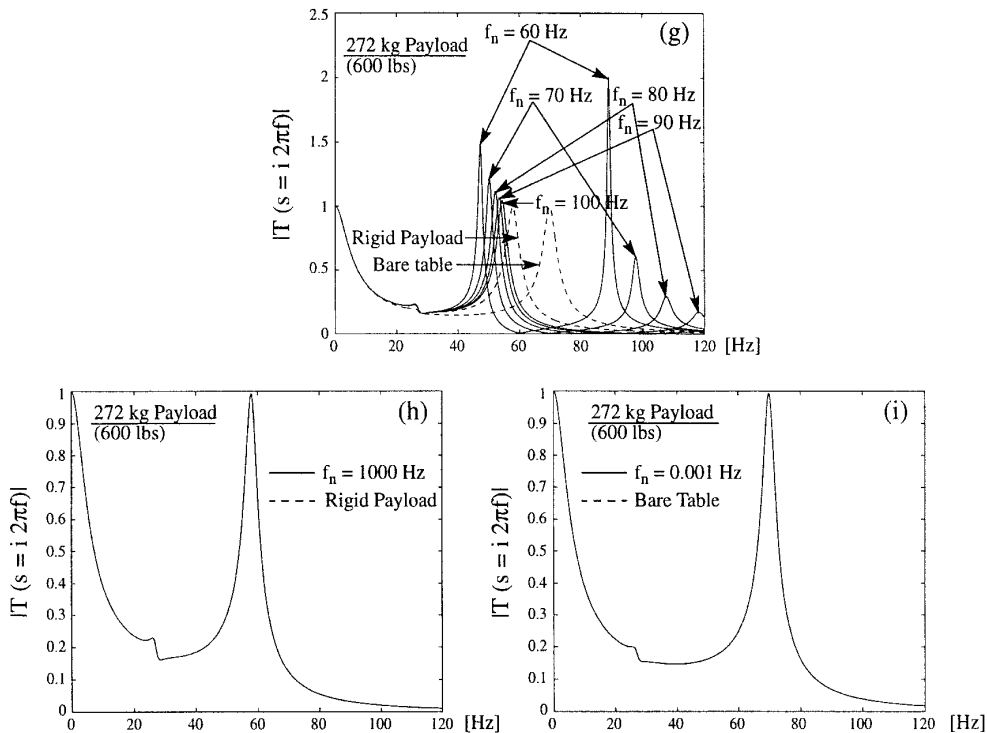 (g)
272 kg Payload
(600 lbs)
f_n = 60 Hz
f_n = 70 Hz
f_n = 80 Hz
f_n = 90 Hz
f_n = 100 Hz
Rigid Payload
Bare table
|T (s = i 2πf)|
2.5
2
1.5
1
0.5
0
0 20 40 60 80 100 120 [Hz]
(h)
272 kg Payload
(600 lbs)
f_n = 1000 Hz
Rigid Payload
|T (s = i 2πf)|
1
0.9
0.8
0.7
0.6
0.5
0.4
0.3
0.2
0.1
0
0 20 40 60 80 100 120 [Hz]
(i)
272 kg Payload
(600 lbs)
f_n = 0.001 Hz
Bare Table
|T (s = i 2πf)|
1
0.9
0.8
0.7
0.6
0.5
0.4
0.3
0.2
0.1
0
0 20 40 60 80 100 120 [Hz]